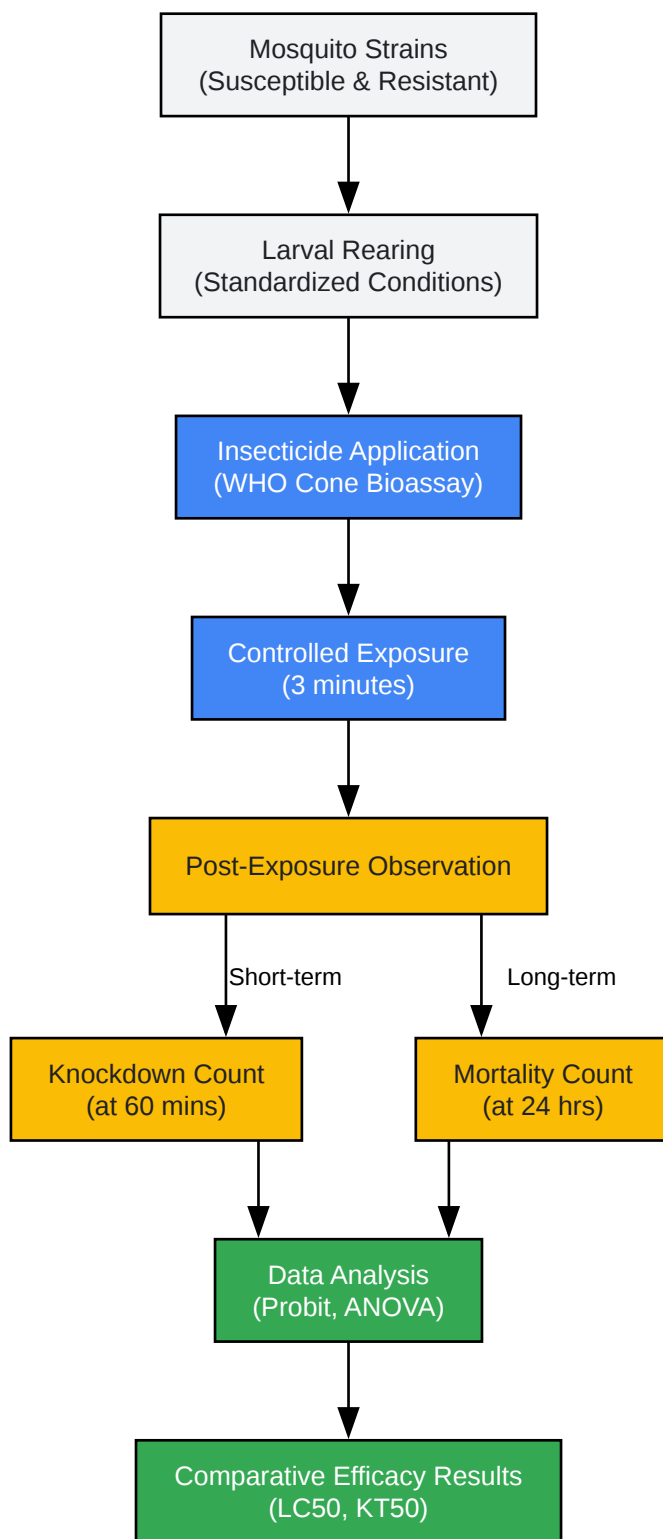 Mosquito Strains
(Susceptible & Resistant)
Larval Rearing
(Standardized Conditions)
Insecticide Application
(WHO Cone Bioassay)
Controlled Exposure
(3 minutes)
Post-Exposure Observation
Short-term
Long-term
Knockdown Count
(at 60 mins)
Mortality Count
(at 24 hrs)
Data Analysis
(Probit, ANOVA)
Comparative Efficacy Results
(LC50, KT50)